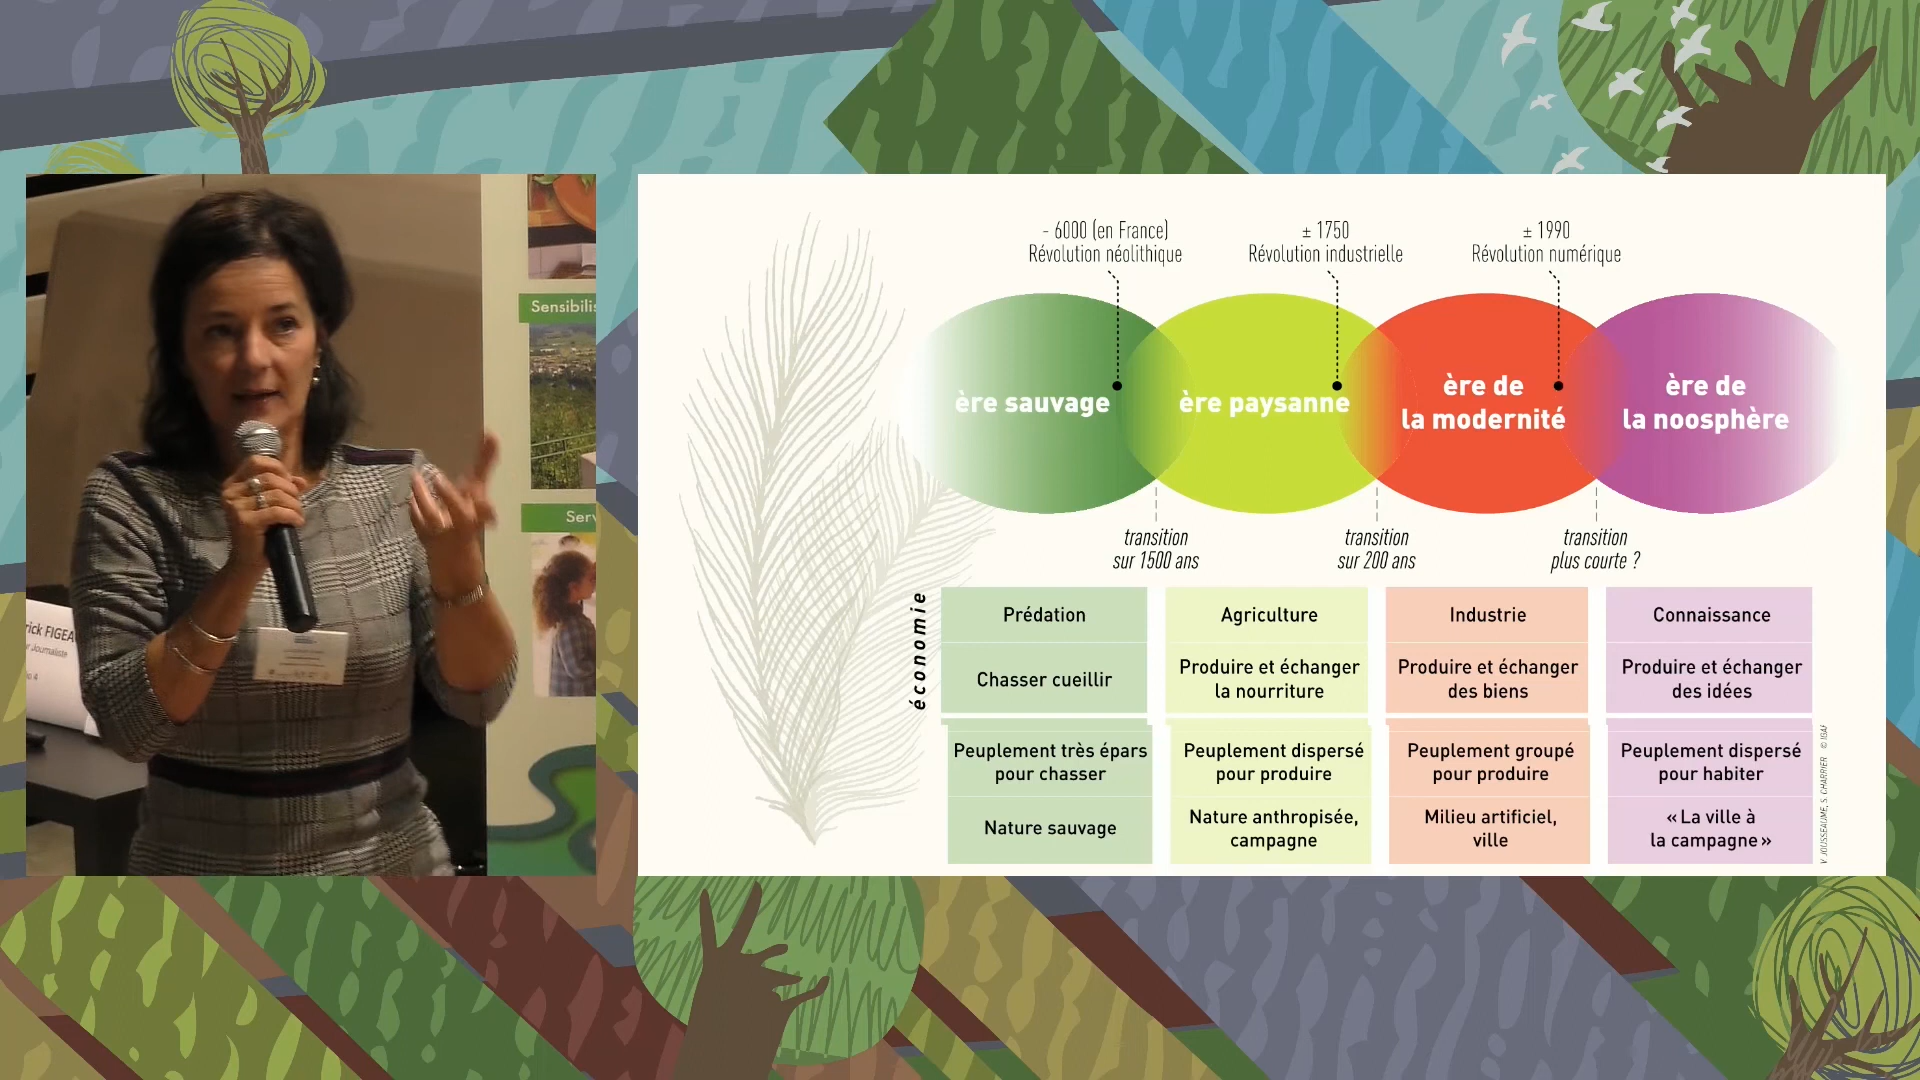 Sensibilis
Serv
rick FIGEA
Journaliste
- 6000 (en France)
Révolution néolithique
± 1750
Révolution industrielle
± 1990
Révolution numérique
ère sauvage
ère paysanne
ère de
la modernité
ère de
la noosphère
transition
sur 1500 ans
transition
sur 200 ans
transition
plus courte ?
économie
Prédation
Agriculture
Industrie
Connaissance
Chasser cueillir
Produire et échanger
la nourriture
Produire et échanger
des biens
Produire et échanger
des idées
Peuplement très épars
pour chasser
Peuplement dispersé
pour produire
Peuplement groupé
pour produire
Peuplement dispersé
pour habiter
Nature sauvage
Nature anthropisée,
campagne
Milieu artificiel,
ville
« La ville à
la campagne »
V. JOUSSEAUME, S. CHARRIER